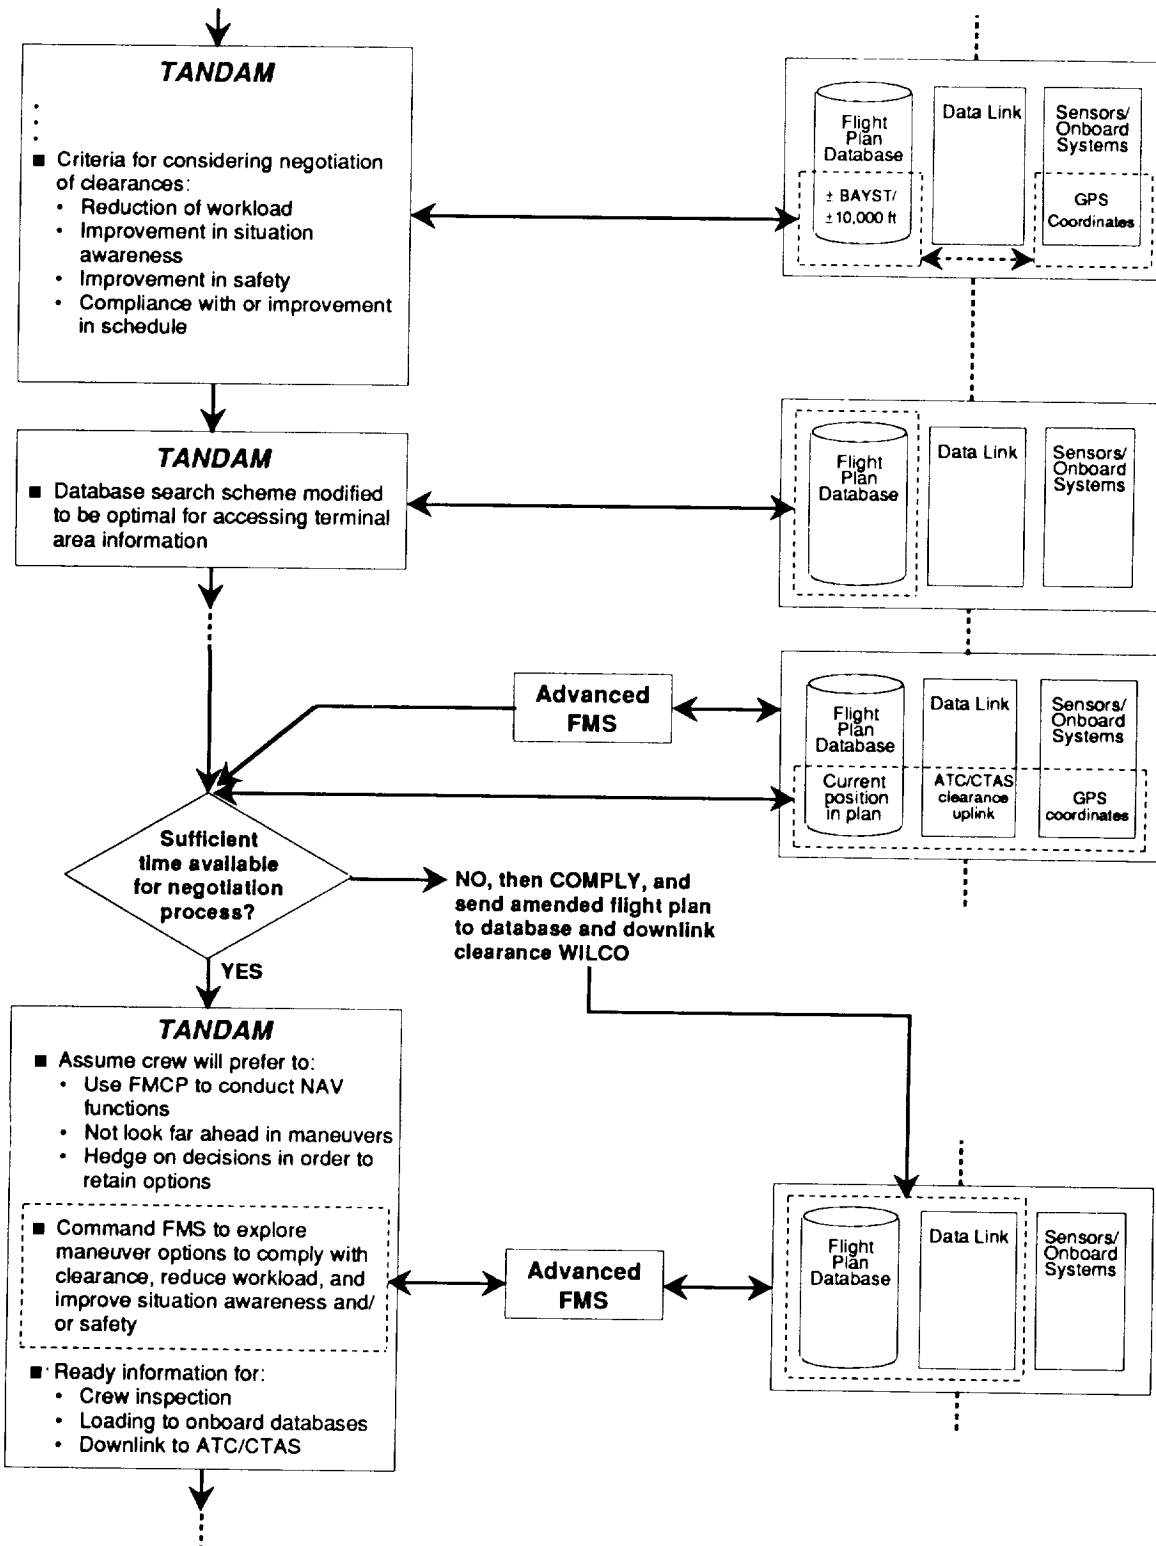 TANDAM
■ Criteria for considering negotiation
of clearances:
• Reduction of workload
• Improvement in situation
awareness
• Improvement in safety
• Compliance with or improvement
in schedule
Flight
Plan
Database
± BAYST/
±10,000 ft
Data Link
Sensors/
Onboard
Systems
GPS
Coordinates
TANDAM
■ Database search scheme modified
to be optimal for accessing terminal
area information
Flight
Plan
Database
Data Link
Sensors/
Onboard
Systems
Advanced
FMS
Flight
Plan
Database
Current
position
in plan
Data Link
ATC/CTAS
clearance
uplink
Sensors/
Onboard
Systems
GPS
coordinates
Sufficient
time available
for negotiation
process?
NO, then COMPLY, and
send amended flight plan
to database and downlink
clearance WILCO
YES
TANDAM
■ Assume crew will prefer to:
• Use FMCP to conduct NAV
functions
• Not look far ahead in maneuvers
• Hedge on decisions in order to
retain options
■ Command FMS to explore
maneuver options to comply with
clearance, reduce workload, and
improve situation awareness and/
or safety
■ Ready information for:
• Crew inspection
• Loading to onboard databases
• Downlink to ATC/CTAS
Advanced
FMS
Flight
Plan
Database
Data Link
Sensors/
Onboard
Systems